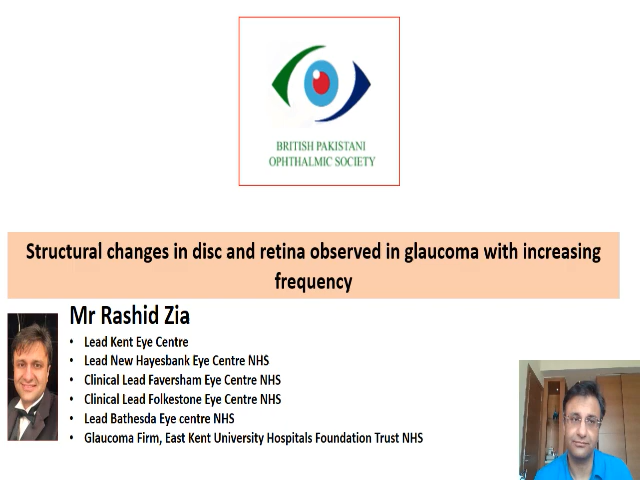 BRITISH PAKISTANI
OPHTHALMIC SOCIETY
Structural changes in disc and retina observed in glaucoma with increasing
frequency
Mr Rashid Zia
• Lead Kent Eye Centre
• Lead New Hayesbank Eye Centre NHS
• Clinical Lead Faversham Eye Centre NHS
• Clinical Lead Folkestone Eye Centre NHS
• Lead Bathesda Eye centre NHS
• Glaucoma Firm, East Kent University Hospitals Foundation Trust NHS